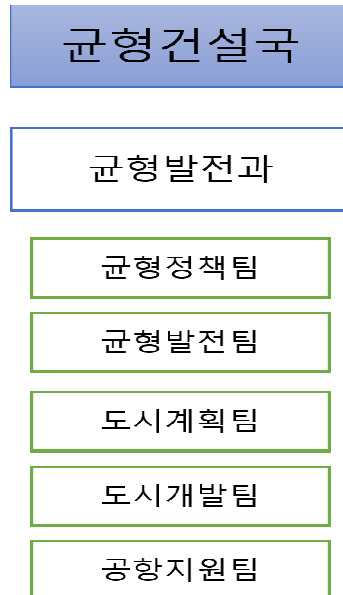 균형건설국
균형발전과
균형정책팀
균형발전팀
도시계획팀
도시개발팀
공항지원팀